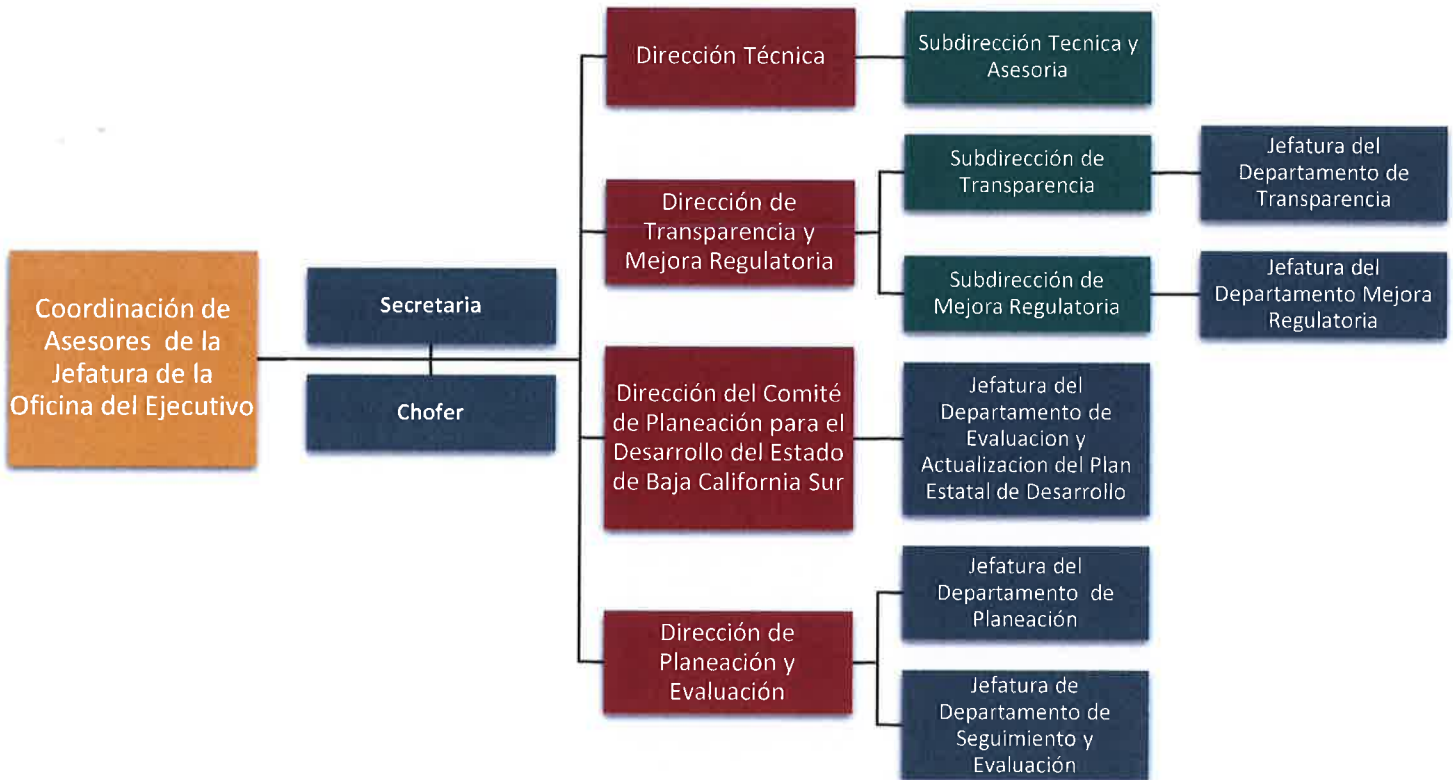 Coordinación de
Asesores de la
Jefatura de la
Oficina del Ejecutivo
Secretaria
Chofer
Dirección Técnica
Subdirección Tecnica y
Asesoria
Dirección de
Transparencia y
Mejora Regulatoria
Subdirección de
Transparencia
Jefatura del
Departamento de
Transparencia
Subdirección de
Mejora Regulatoria
Jefatura del
Departamento Mejora
Regulatoria
Dirección del Comité
de Planeación para el
Desarrollo del Estado
de Baja California Sur
Jefatura del
Departamento de
Evaluacion y
Actualizacion del Plan
Estatal de Desarrollo
Dirección de
Planeación y
Evaluación
Jefatura del
Departamento de
Planeación
Jefatura de
Departamento de
Seguimiento y
Evaluación